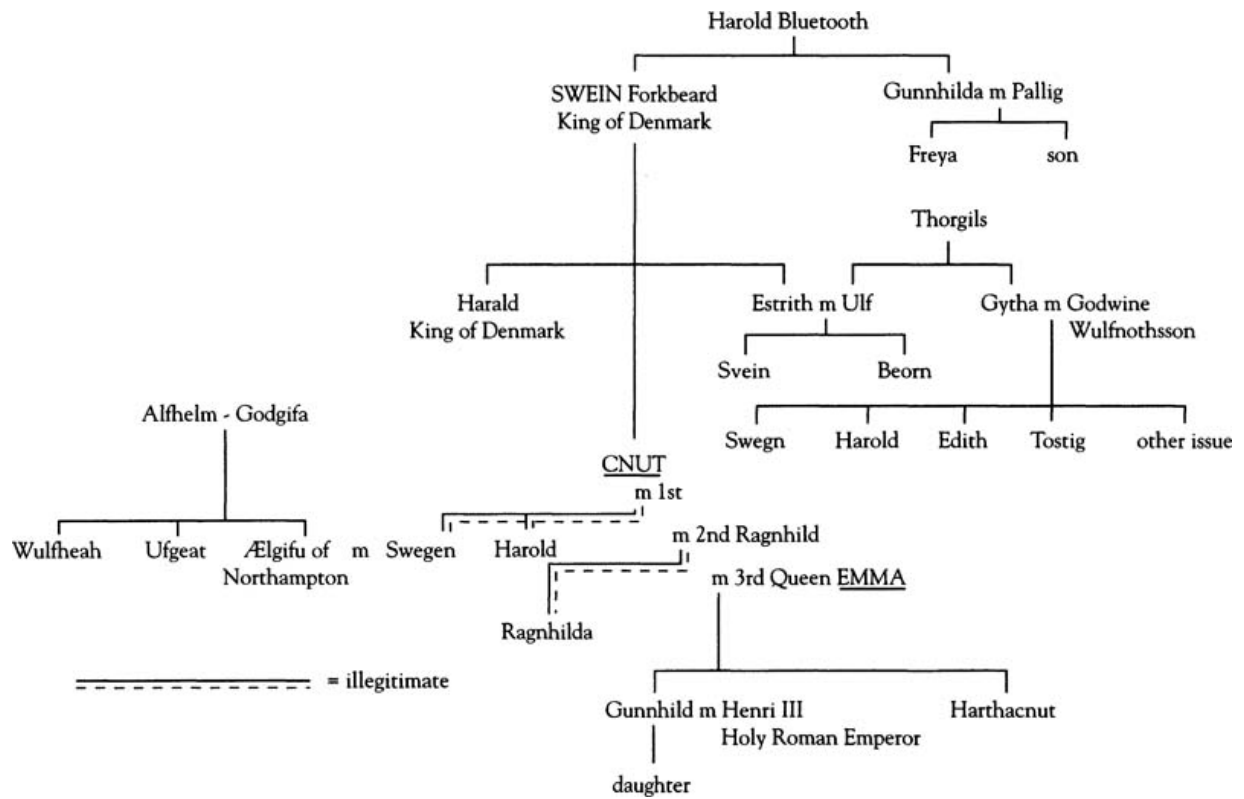 Harold Bluetooth
SWEIN Forkbeard
King of Denmark
Gunnhilda m Pallig
Freya son
Thorgils
Harald
King of Denmark
Estrith m Ulf
Gytha m Godwine
Wulfnothsson
Svein Beorn
Swegn Harold Edith Tostig other issue
Alfhelm - Godgifa
CNUT
m 1st
Wulfheah Ufgeat Ælgifu of m Swegen Harold
Northampton
m 2nd Ragnhild
m 3rd Queen EMMA
Ragnhilda
= illegitimate
Gunnhild m Henri III
Holy Roman Emperor
Harthacnut
daughter